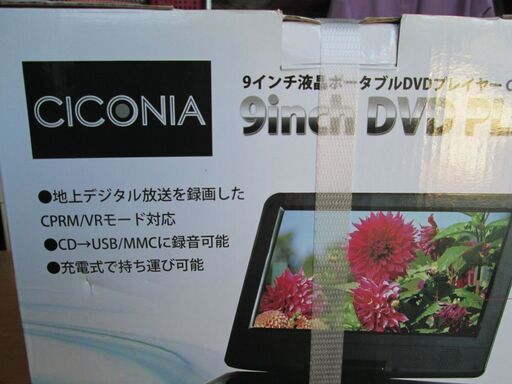 CICONIA
9インチ液晶ポータブルDVDプレイヤー C
9inch DVD PL
●地上デジタル放送を録画した
CPRM/VRモード対応
●CD→USB/MMCに録音可能
●充電式で持ち運び可能